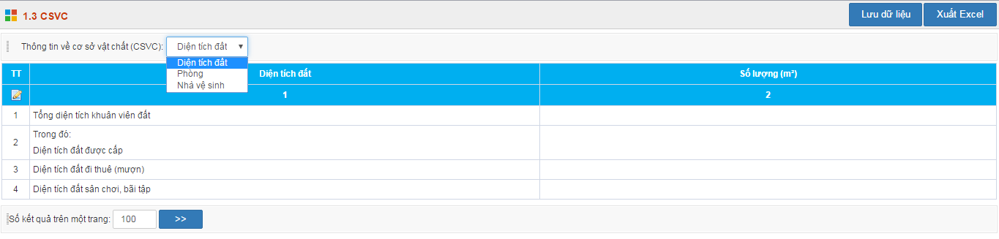 1.3 CSVC
Lưu dữ liệu
Xuất Excel
Thông tin về cơ sở vật chất (CSVC): Diện tích đất
Diện tích đất
Phòng
Nhà vệ sinh
TT Diện tích đất Số lượng (m²)
1 2
1 Tổng diện tích khuân viên đất
2 Trong đó:
Diện tích đất được cấp
3 Diện tích đất đi thuê (mượn)
4 Diện tích đất sân chơi, bãi tập
Số kết quả trên một trang: 100 >>